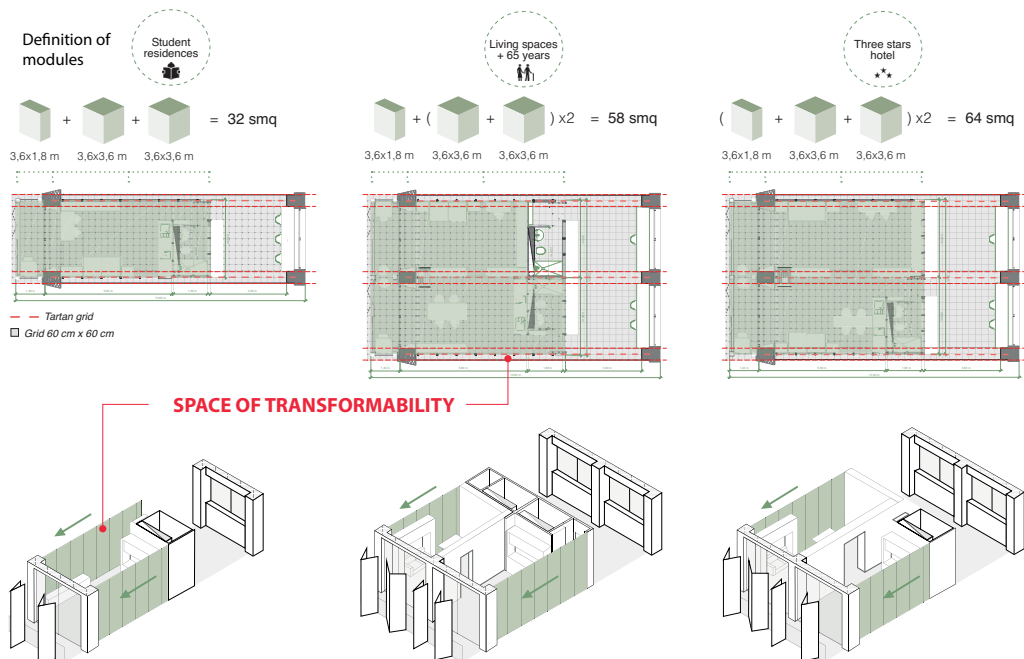 Definition of
modules
Student
residences
Living spaces
+ 65 years
Three stars
hotel
+ + = 32 smq
+ ( + ) x2 = 58 smq
( + + ) x2 = 64 smq
3,6x1,8 m 3,6x3,6 m 3,6x3,6 m
3,6x1,8 m 3,6x3,6 m 3,6x3,6 m
3,6x1,8 m 3,6x3,6 m 3,6x3,6 m
Tartan grid
Grid 60 cm x 60 cm
SPACE OF TRANSFORMABILITY